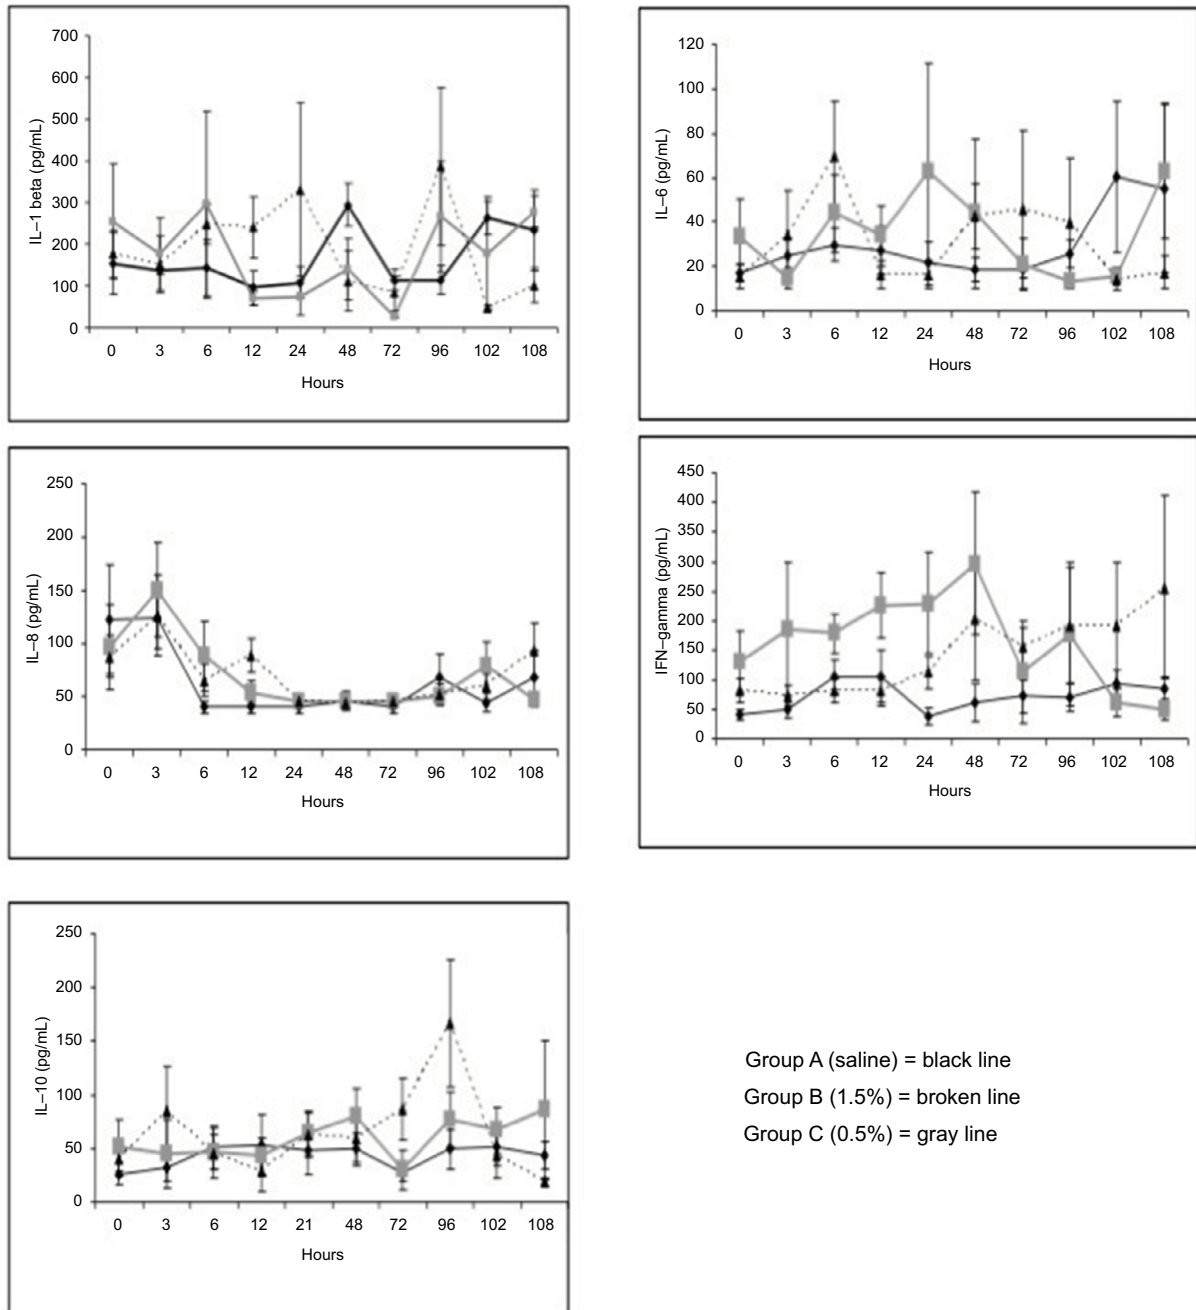 700
600
500
400
300
200
100
0
IL–1 beta (pg/mL)
0 3 6 12 24 48 72 96 102 108
Hours
120
100
80
60
40
20
0
IL–6 (pg/mL)
0 3 6 12 24 48 72 96 102 108
Hours
250
200
150
100
50
0
IL–8 (pg/mL)
0 3 6 12 24 48 72 96 102 108
Hours
450
400
350
300
250
200
150
100
50
0
IFN–gamma (pg/mL)
0 3 6 12 24 48 72 96 102 108
Hours
250
200
150
100
50
0
IL–10 (pg/mL)
0 3 6 12 21 48 72 96 102 108
Hours
Group A (saline) = black line
Group B (1.5%) = broken line
Group C (0.5%) = gray line